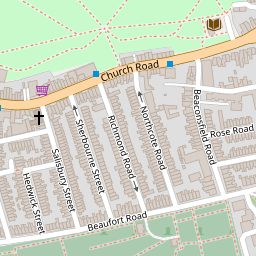 Church Road
Beaconsfield Road
Rose Road
Northcote Road
Richmond Road
Sherbourne Street
Salisbury Street
Hedwick Street
Beaufort Road